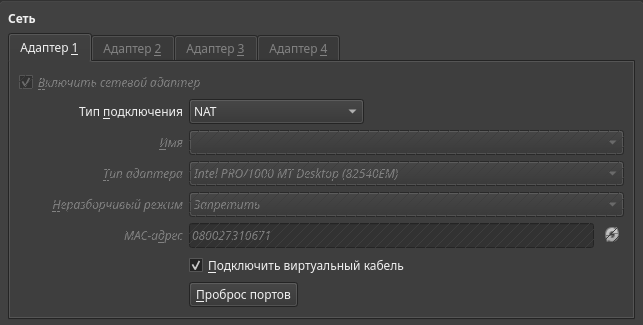 Сеть
Адаптер 1 Адаптер 2 Адаптер 3 Адаптер 4
Включить сетевой адаптер
Тип подключения NAT
Имя
Тип адаптера Intel PRO/1000 MT Desktop (82540EM)
Неразборчивый режим Запретить
MAC-адрес 080027310671
Подключить виртуальный кабель
Проброс портов